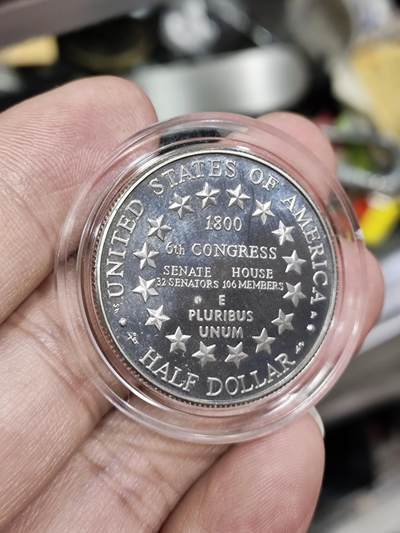 UNITED STATES OF AMERICA
1800
6th CONGRESS
SENATE HOUSE
32 SENATORS 106 MEMBERS
E
PLURIBUS
UNUM
HALF DOLLAR